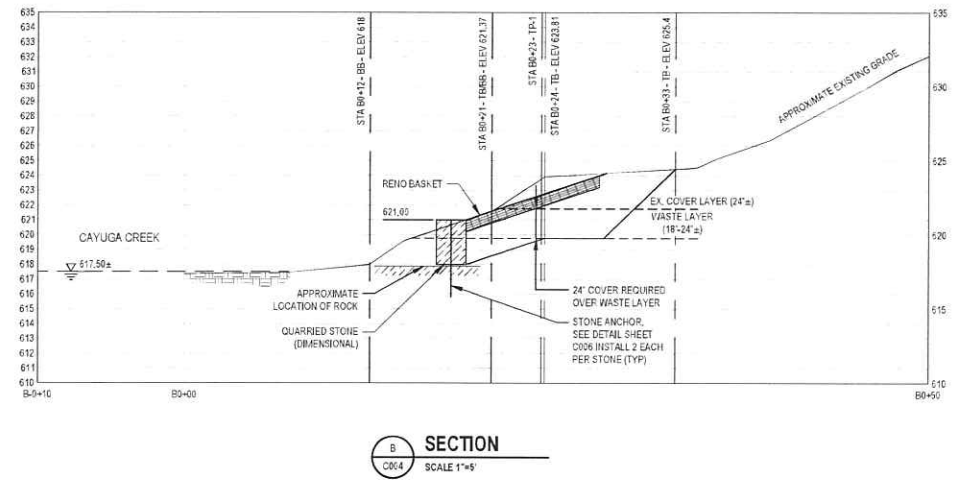 635
634
633
632
631
630
629
628
627
626
625
624
623
622
621
620
619
618
617
616
615
614
613
612
611
610
635
630
625
620
615
610
STA B0+12 - BB - ELEV 618
STA B0+21 - TB/BB - ELEV 621.37
STA B0+23 - TP-1
STA B0+24 - TB - ELEV 623.81
STA B0+33 - TB - ELEV 625.4
APPROXIMATE EXISTING GRADE
RENO BASKET
621.00
EX. COVER LAYER (24"±)
WASTE LAYER
(18"-24"±)
CAYUGA CREEK
617.50±
APPROXIMATE
LOCATION OF ROCK
QUARRIED STONE
(DIMENSIONAL)
24" COVER REQUIRED
OVER WASTE LAYER
STONE ANCHOR,
SEE DETAIL SHEET
C006 INSTALL 2 EACH
PER STONE (TYP)
B-0+10
B0+00
B0+50
B
C004
SECTION
SCALE 1"=5'